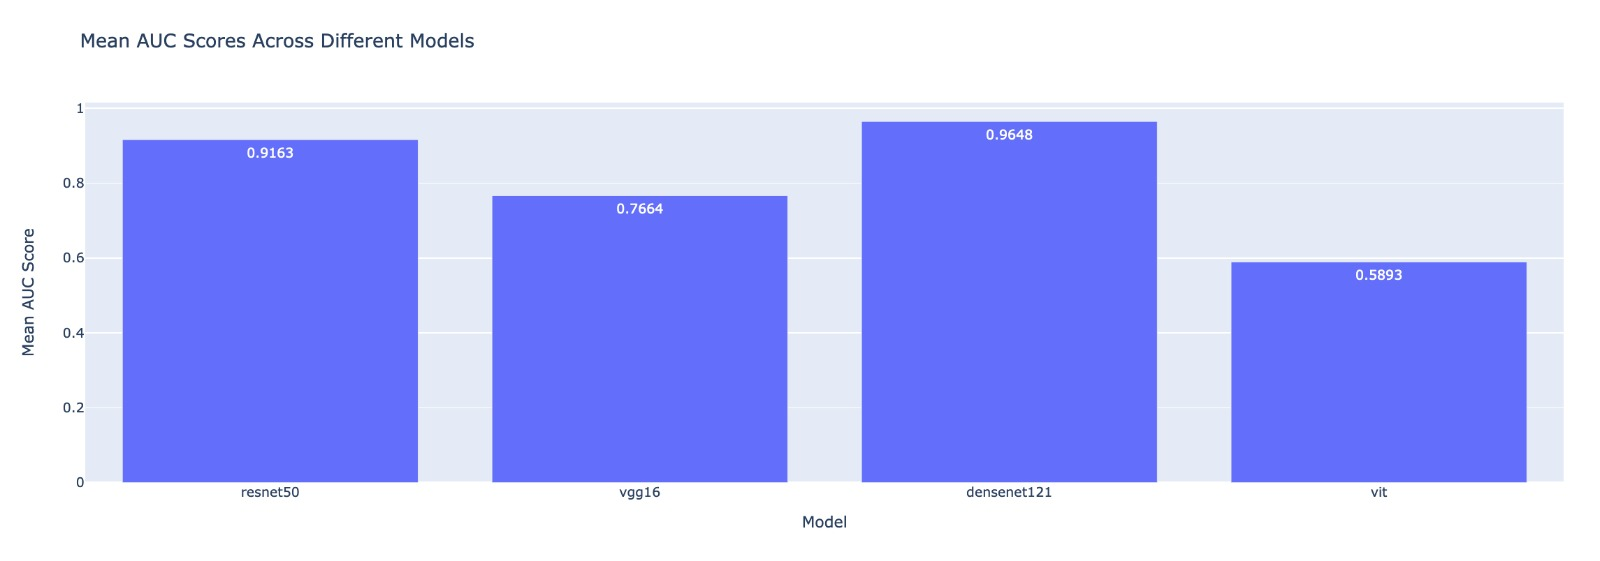 Mean AUC Scores Across Different Models
1
0.8
0.6
0.4
0.2
0
Mean AUC Score
0.9163
0.7664
0.9648
0.5893
resnet50
vgg16
densenet121
vit
Model